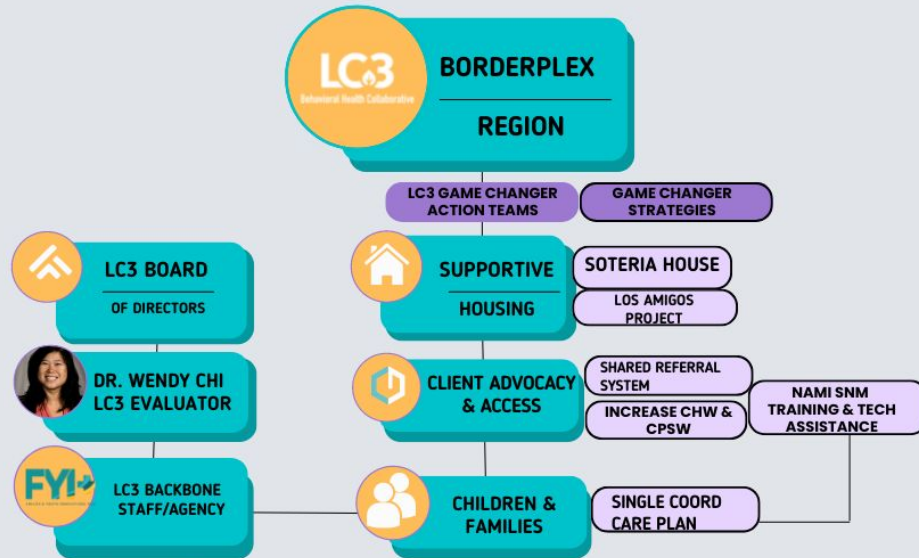 LC3
Behavioral Health Collaborative
BORDERPLEX
REGION
LC3 GAME CHANGER
ACTION TEAMS
GAME CHANGER
STRATEGIES
LC3 BOARD
OF DIRECTORS
SUPPORTIVE
HOUSING
SOTERIA HOUSE
LOS AMIGOS
PROJECT
DR. WENDY CHI
LC3 EVALUATOR
CLIENT ADVOCACY
& ACCESS
SHARED REFERRAL
SYSTEM
INCREASE CHW &
CPSW
NAMI SNM
TRAINING & TECH
ASSISTANCE
FYI+
LC3 BACKBONE
STAFF/AGENCY
CHILDREN &
FAMILIES
SINGLE COORD
CARE PLAN